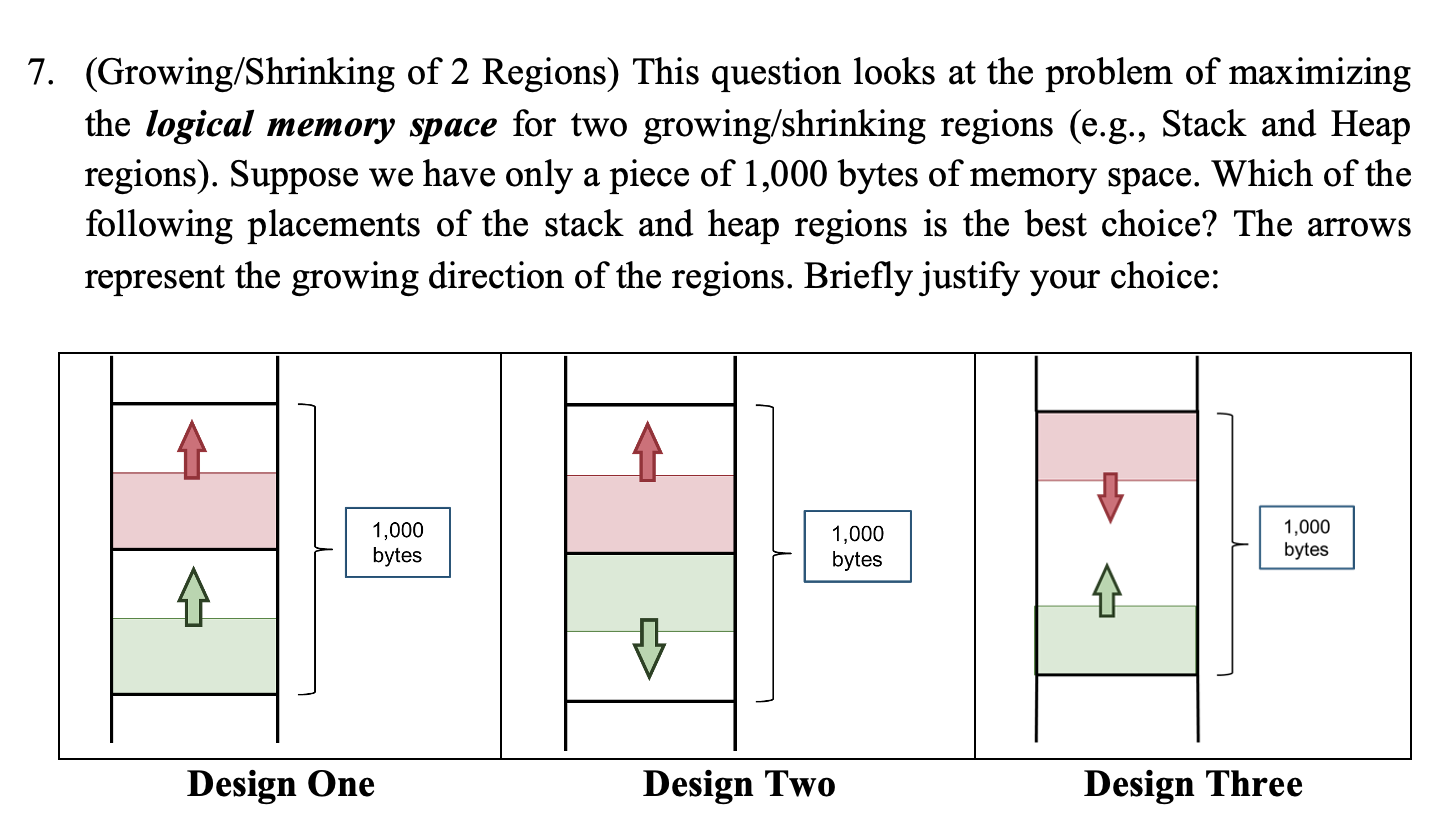 7. (Growing/Shrinking of 2 Regions) This question looks at the problem of maximizing
the logical memory space for two growing/shrinking regions (e.g., Stack and Heap
regions). Suppose we have only a piece of 1,000 bytes of memory space. Which of the
following placements of the stack and heap regions is the best choice? The arrows
represent the growing direction of the regions. Briefly justify your choice:
1,000
bytes
1,000
bytes
1,000
bytes
Design One
Design Two
Design Three